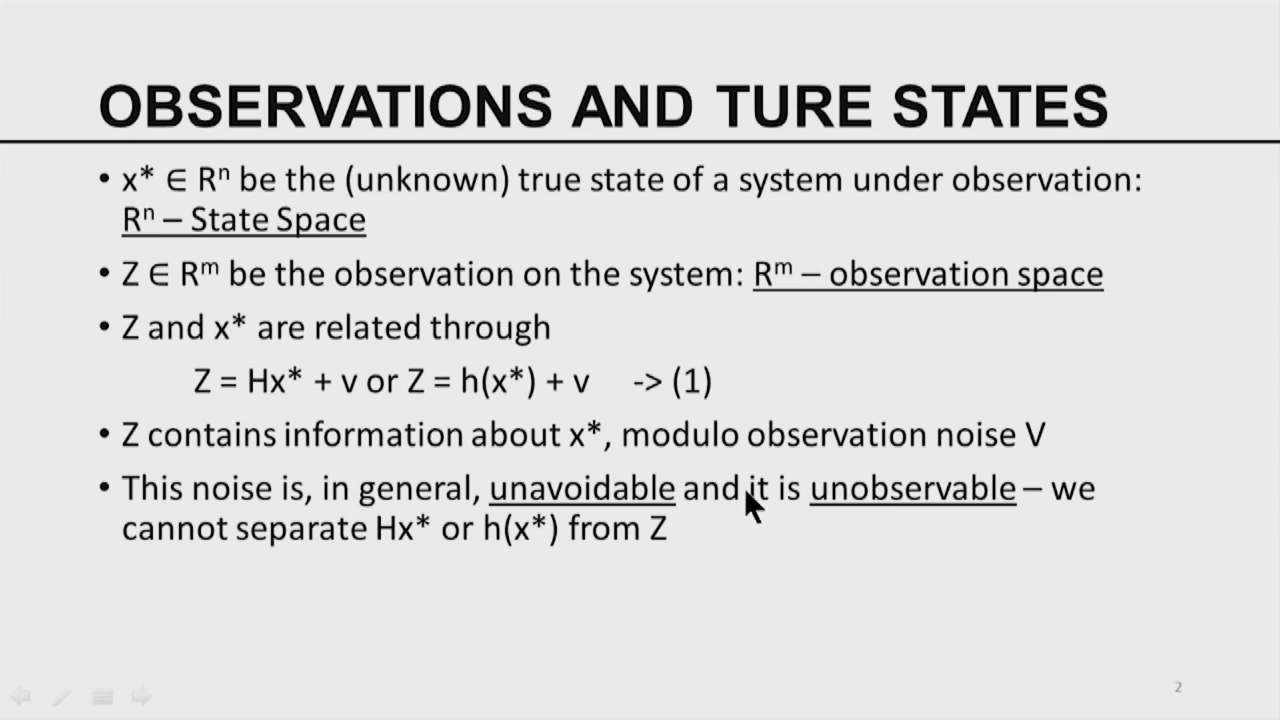 OBSERVATIONS AND TURE STATES
• x* ∈ Rⁿ be the (unknown) true state of a system under observation:
Rⁿ – State Space
• Z ∈ Rᵐ be the observation on the system: Rᵐ – observation space
• Z and x* are related through
Z = Hx* + v or Z = h(x*) + v -> (1)
• Z contains information about x*, modulo observation noise V
• This noise is, in general, unavoidable and it is unobservable – we
cannot separate Hx* or h(x*) from Z
2